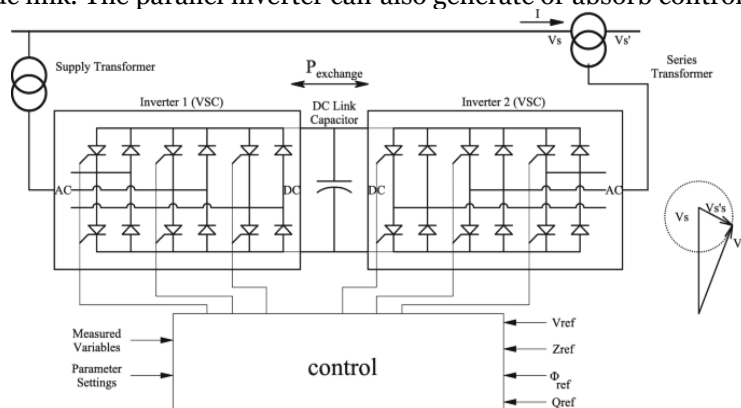 dc link. The parallel inverter can also generate or absorb control
I
Vs
Vs'
Supply Transformer
Series
Transformer
P exchange
Inverter 1 (VSC)
DC Link
Capacitor
Inverter 2 (VSC)
AC
DC
DC
AC
Vs
Vs's
Measured
Variables
Parameter
Settings
control
Vref
Zref
Φ ref
Qref